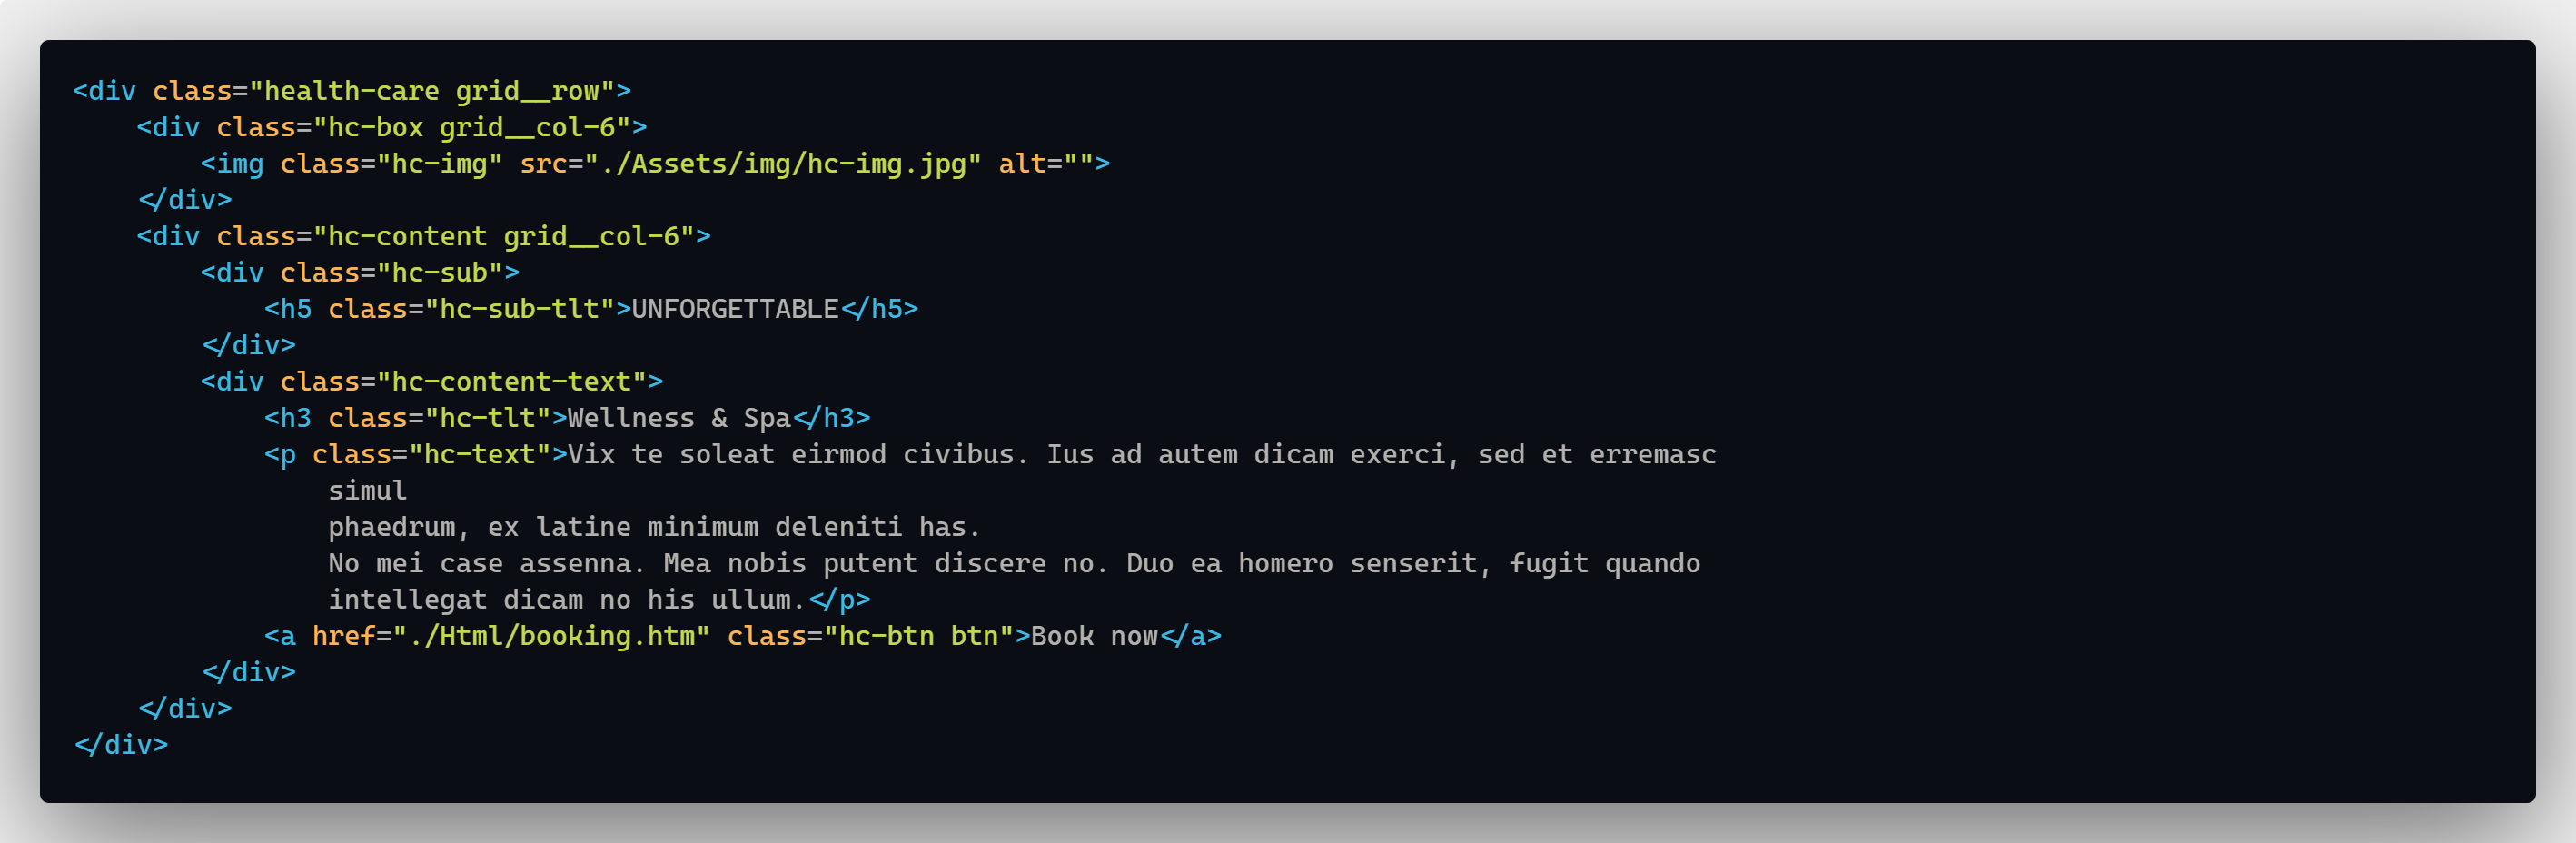 <div class="health-care grid__row">
    <div class="hc-box grid__col-6">
        <img class="hc-img" src="./Assets/img/hc-img.jpg" alt="">
    </div>
    <div class="hc-content grid__col-6">
        <div class="hc-sub">
            <h5 class="hc-sub-tlt">UNFORGETTABLE</h5>
        </div>
        <div class="hc-content-text">
            <h3 class="hc-tlt">Wellness & Spa</h3>
            <p class="hc-text">Vix te soleat eirmod civibus. Ius ad autem dicam exerci, sed et erremasc
                simul
                phaedrum, ex latine minimum deleniti has.
                No mei case assenna. Mea nobis putent discere no. Duo ea homero senserit, fugit quando
                intellegat dicam no his ullum.</p>
            <a href="./Html/booking.htm" class="hc-btn btn">Book now</a>
        </div>
    </div>
</div>